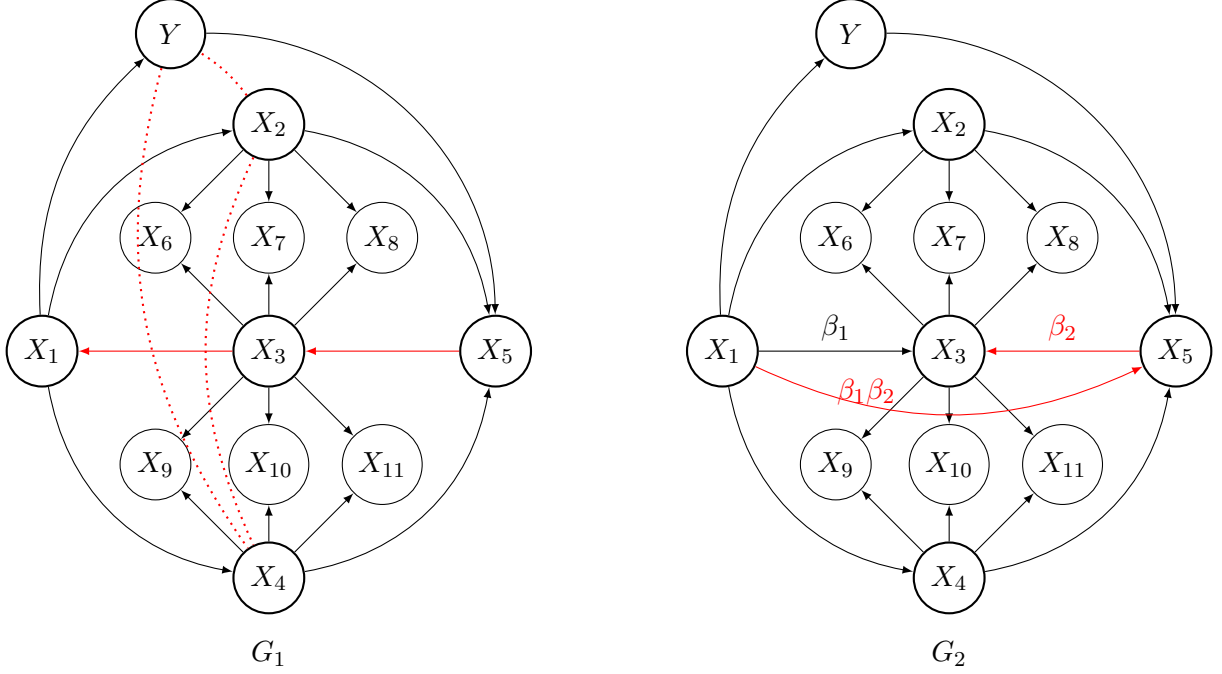 Y
X2
X6 X7 X8
X1 X3 X5
X9 X10 X11
X4
G1
Y
X2
X6 X7 X8
X1 β1 X3 β2 X5
β1β2
X9 X10 X11
X4
G2